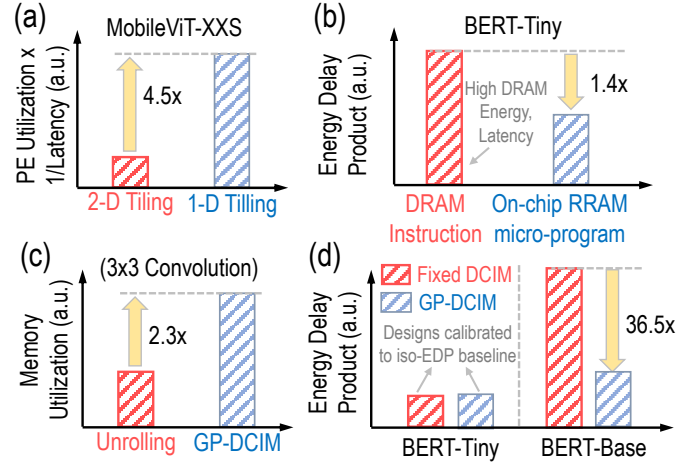 (a)
MobileViT-XXS
PE Utilization x
1/Latency (a.u.)
4.5x
2-D Tiling
1-D Tilling
(b)
BERT-Tiny
Energy Delay
Product (a.u.)
High DRAM
Energy,
Latency
1.4x
DRAM
Instruction
On-chip RRAM
micro-program
(c)
(3x3 Convolution)
Memory
Utilization (a.u.)
2.3x
Unrolling
GP-DCIM
(d)
Energy Delay
Product (a.u.)
Fixed DCIM
GP-DCIM
Designs calibrated
to iso-EDP baseline
36.5x
BERT-Tiny
BERT-Base